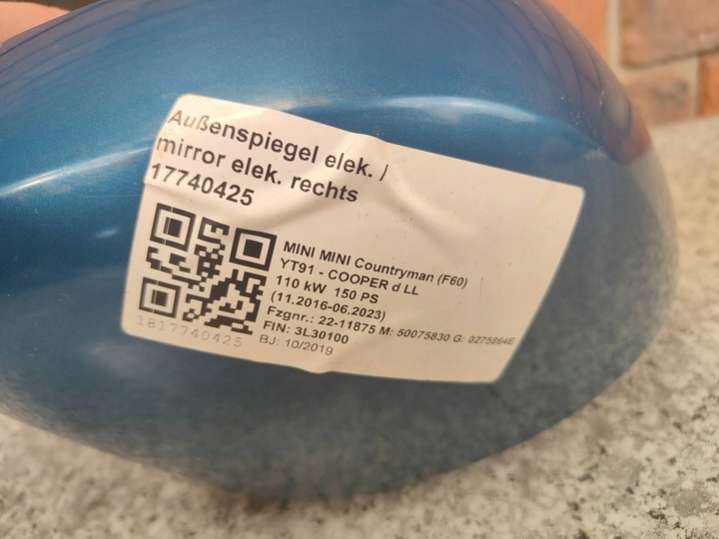 Außenspiegel elek. /
mirror elek. rechts
17740425
MINI MINI Countryman (F60)
YT91 - COOPER d LL
110 kW 150 PS
(11.2016-06.2023)
Fzgnr.: 22-11875 M: 50075830 G: 0275864E
FIN: 3L30100
BJ: 10/2019
1817740425